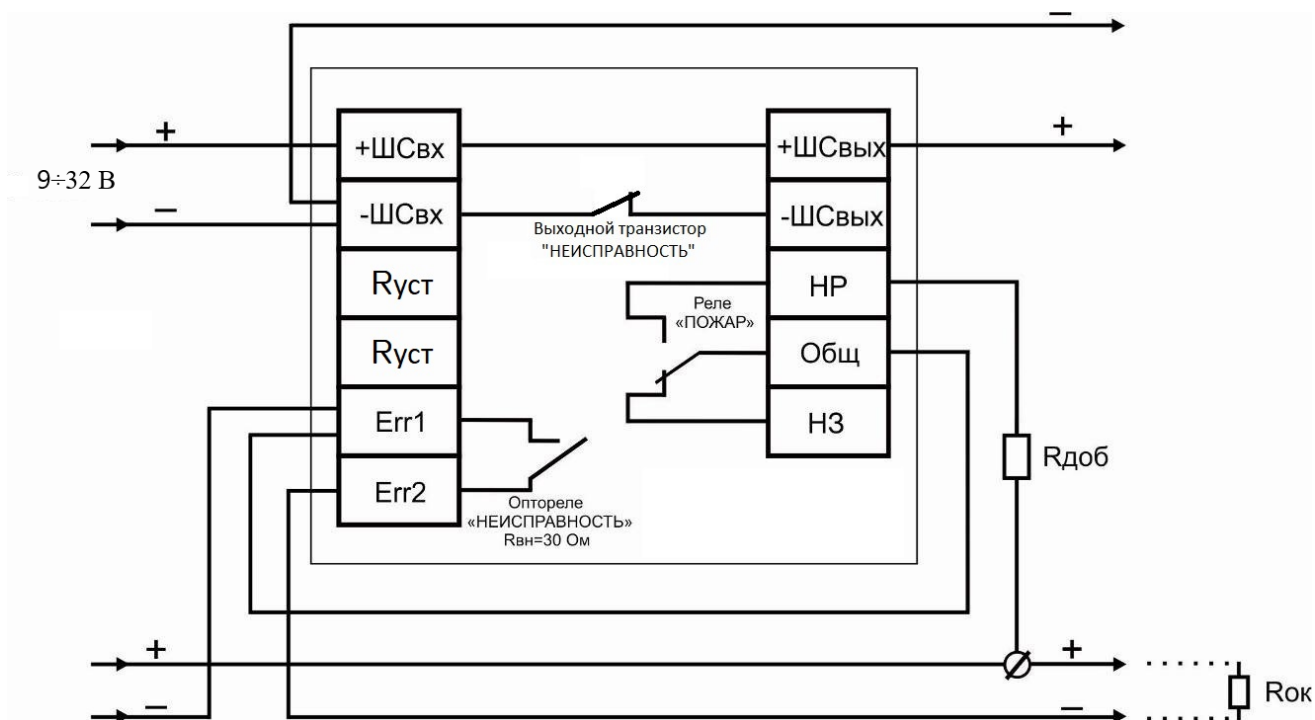 −
+
+
9÷32 В
−
+ШСвх
-ШСвх
Rуст
Rуст
Err1
Err2
Выходной транзистор
"НЕИСПРАВНОСТЬ"
Реле
«ПОЖАР»
Оптореле
«НЕИСПРАВНОСТЬ»
Rвн=30 Ом
+ШСвых
-ШСвых
НР
Общ
НЗ
Rдоб
+
+
−
−
Rок